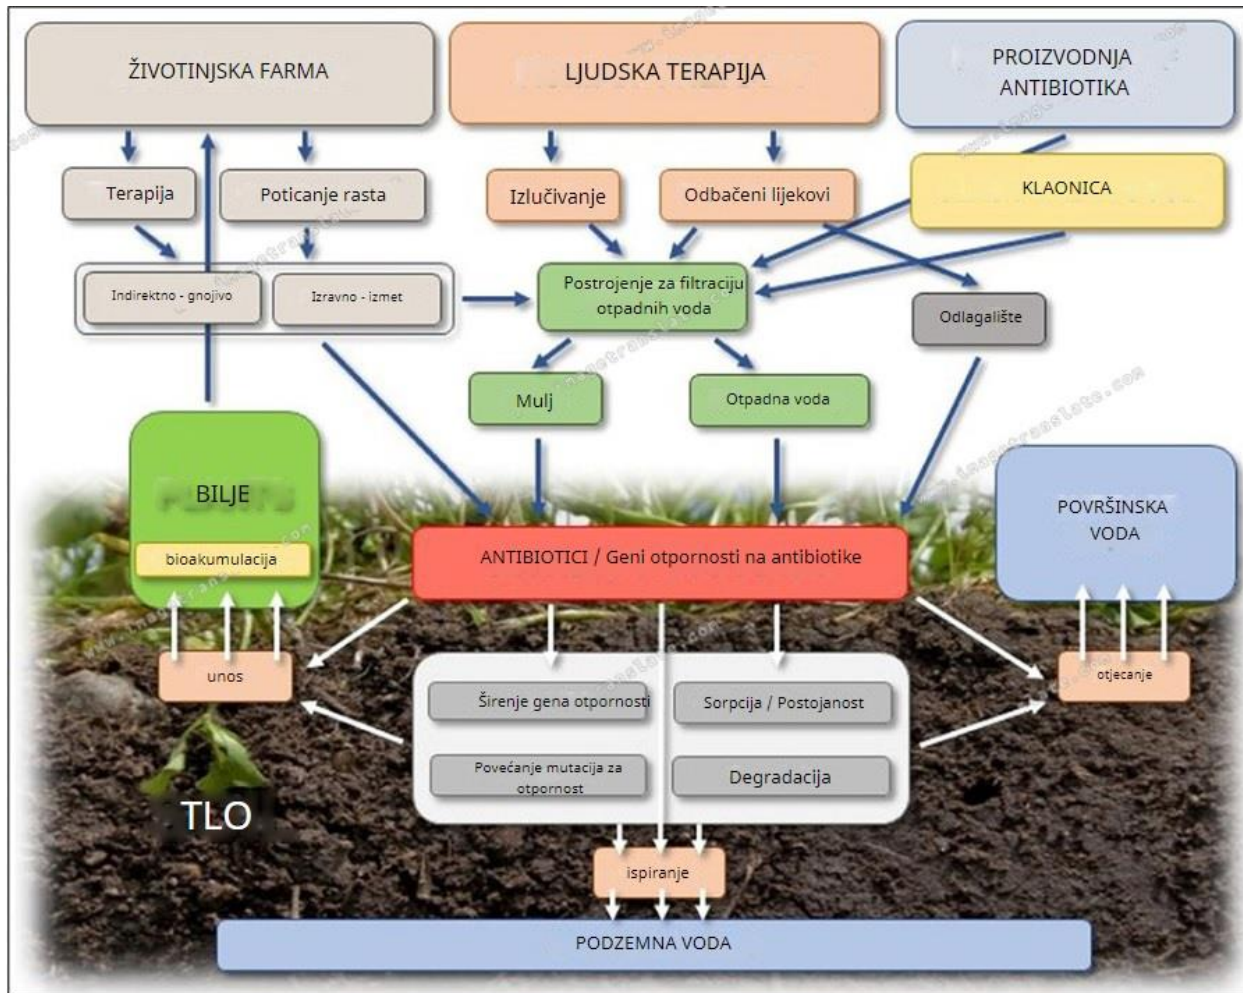 ŽIVOTINJSKA FARMA
LJUDSKA TERAPIJA
PROIZVODNJA
ANTIBIOTIKA
Terapija
Poticanje rasta
Izlučivanje
Odbačeni lijekovi
KLAONICA
Indirektno - gnojivo
Izravno - izmet
Postrojenje za filtraciju
otpadnih voda
Odlagalište
Mulj
Otpadna voda
BILJE
bioakumulacija
ANTIBIOTICI / Geni otpornosti na antibiotike
POVRŠINSKA
VODA
unos
otjecanje
Širenje gena otpornosti
Sorpcija / Postojanost
Povećanje mutacija za
otpornost
Degradacija
TLO
ispiranje
PODZEMNA VODA